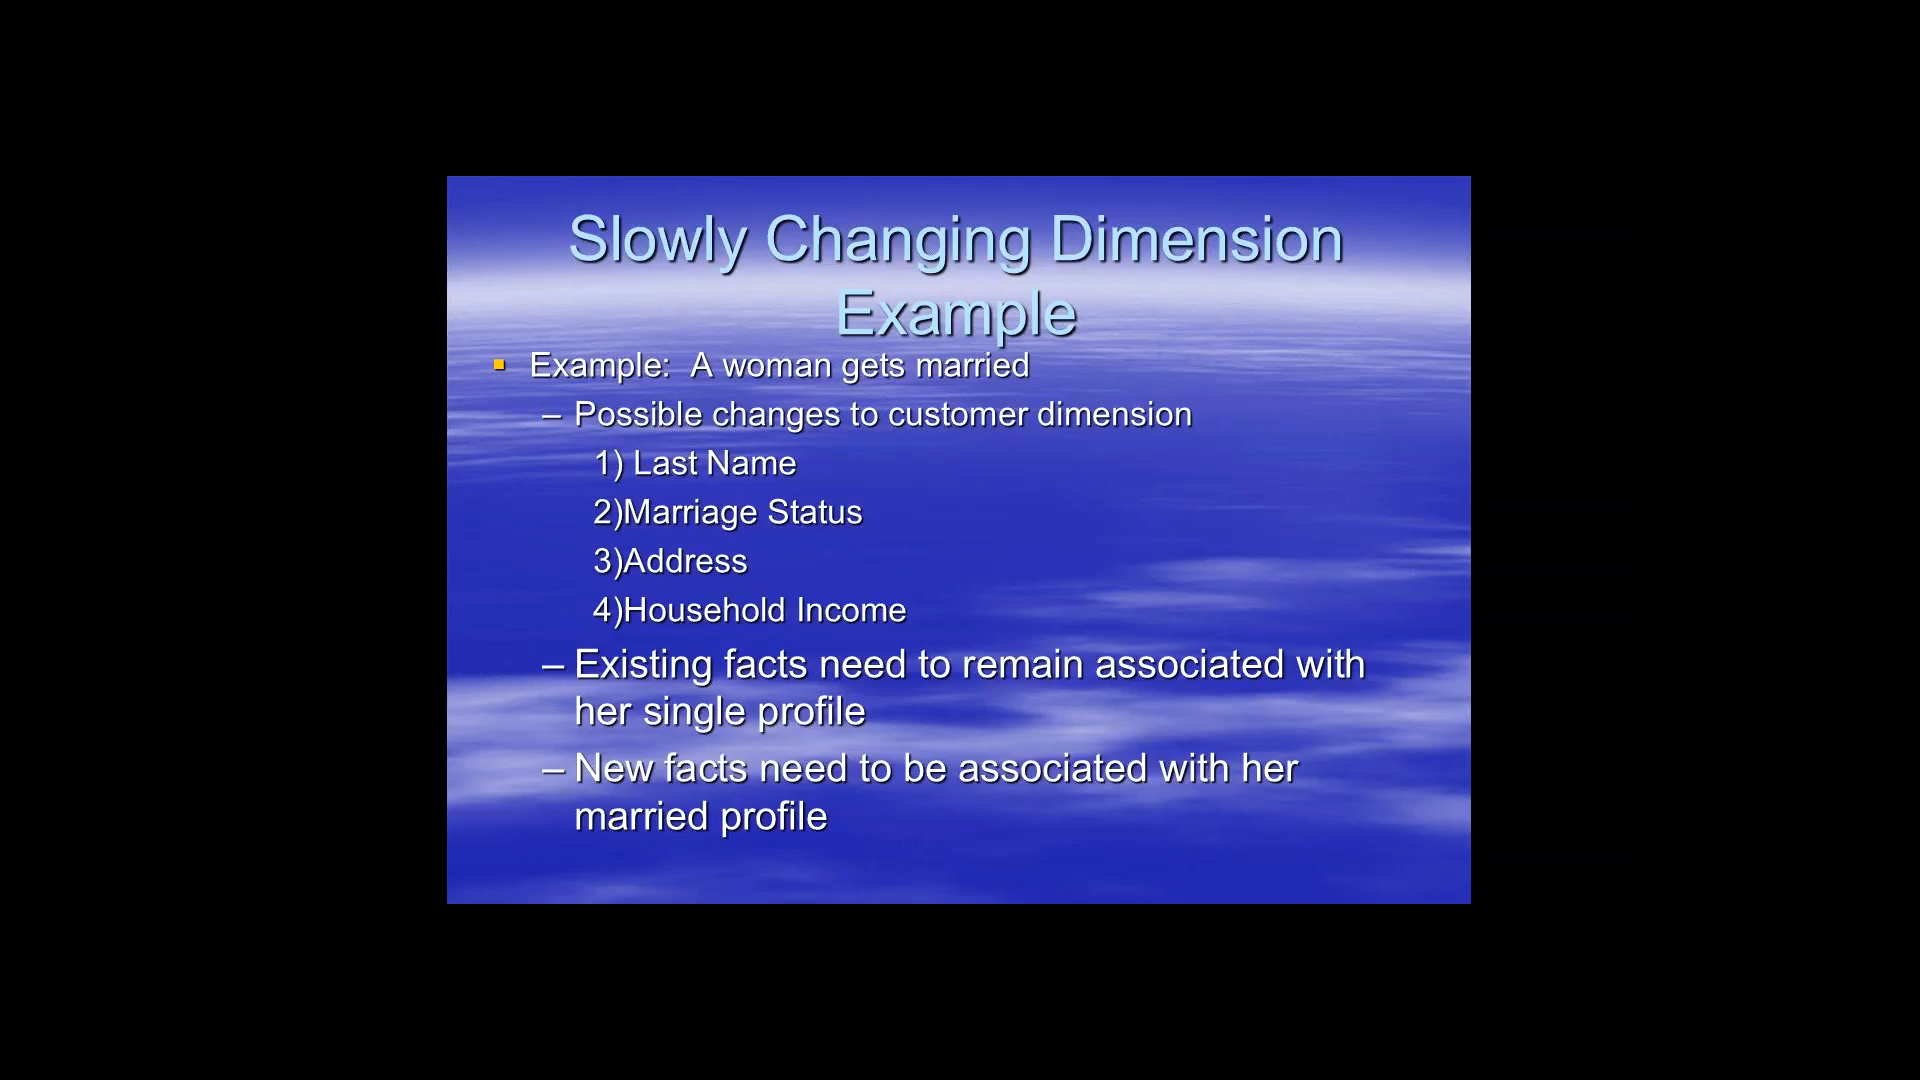 Slowly Changing Dimension
Example
▪ Example: A woman gets married
– Possible changes to customer dimension
1) Last Name
2)Marriage Status
3)Address
4)Household Income
– Existing facts need to remain associated with
her single profile
– New facts need to be associated with her
married profile